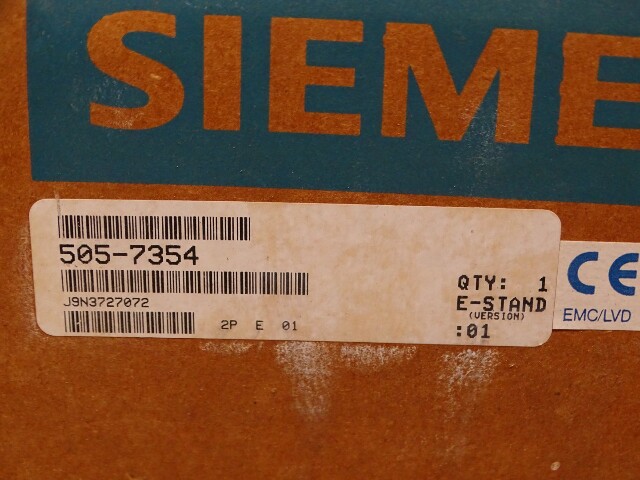 SIEME
505-7354
J9N3727072
2P E 01
QTY: 1
E-STAND
(VERSION)
:01
CE
EMC/LVD